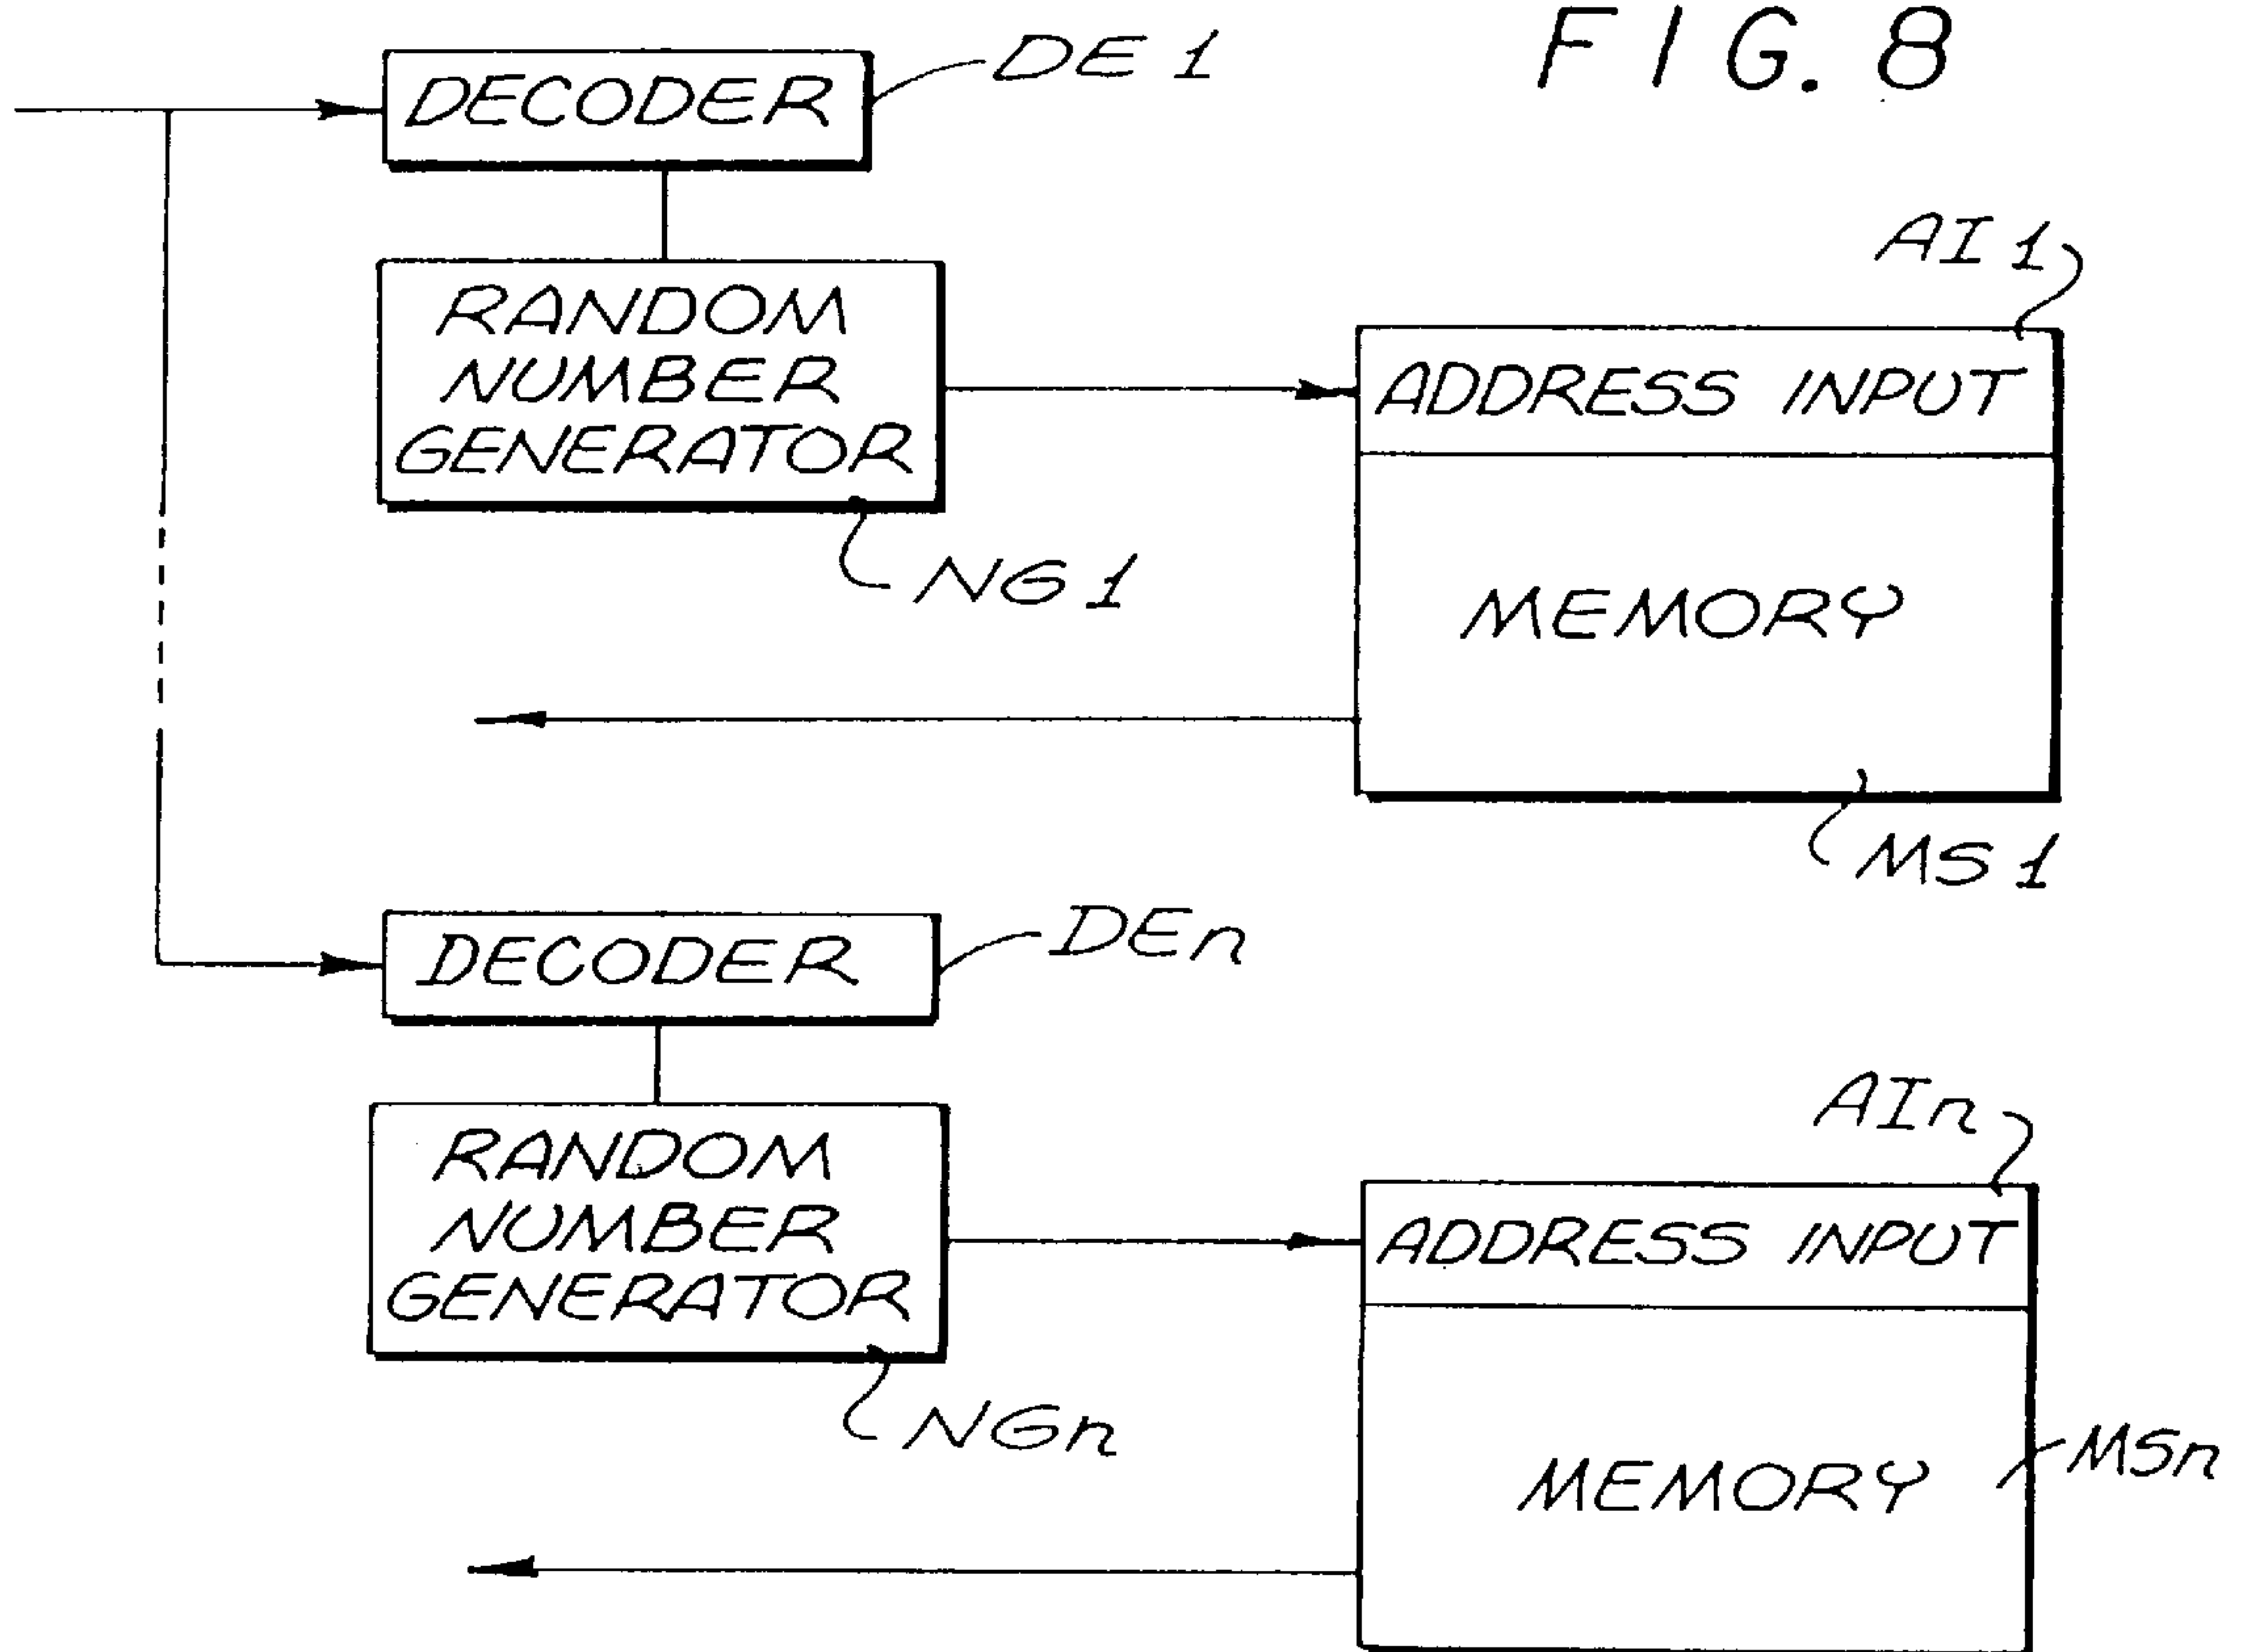 FIG. 8
DECODER
DE 1
RANDOM
NUMBER
GENERATOR
NG 1
AI 1
ADDRESS INPUT
MEMORY
MS 1
DECODER
DEn
RANDOM
NUMBER
GENERATOR
NGn
AIn
ADDRESS INPUT
MEMORY
MSn